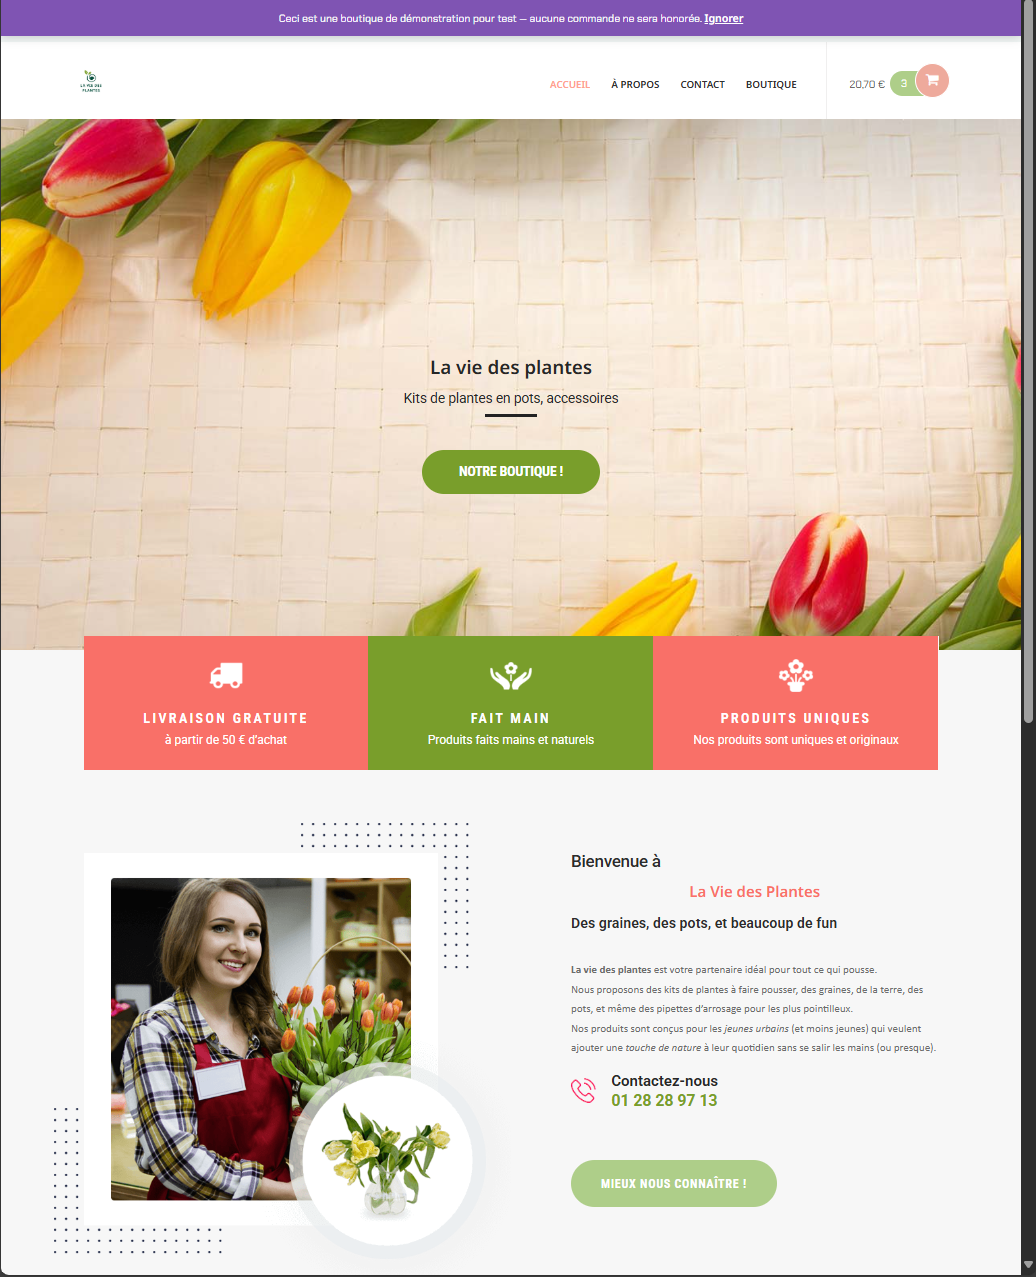 Ceci est une boutique de démonstration pour test — aucune commande ne sera honorée. Ignorer
LA VIE DES
PLANTES
ACCUEIL
À PROPOS
CONTACT
BOUTIQUE
20,70 €
3
La vie des plantes
Kits de plantes en pots, accessoires
NOTRE BOUTIQUE !
LIVRAISON GRATUITE
à partir de 50 € d'achat
FAIT MAIN
Produits faits mains et naturels
PRODUITS UNIQUES
Nos produits sont uniques et originaux
Bienvenue à
La Vie des Plantes
Des graines, des pots, et beaucoup de fun
La vie des plantes est votre partenaire idéal pour tout ce qui pousse.
Nous proposons des kits de plantes à faire pousser, des graines, de la terre, des
pots, et même des pipettes d'arrosage pour les plus pointilleux.
Nos produits sont conçus pour les jeunes urbains (et moins jeunes) qui veulent
ajouter une touche de nature à leur quotidien sans se salir les mains (ou presque).
Contactez-nous
01 28 28 97 13
MIEUX NOUS CONNAÎTRE !